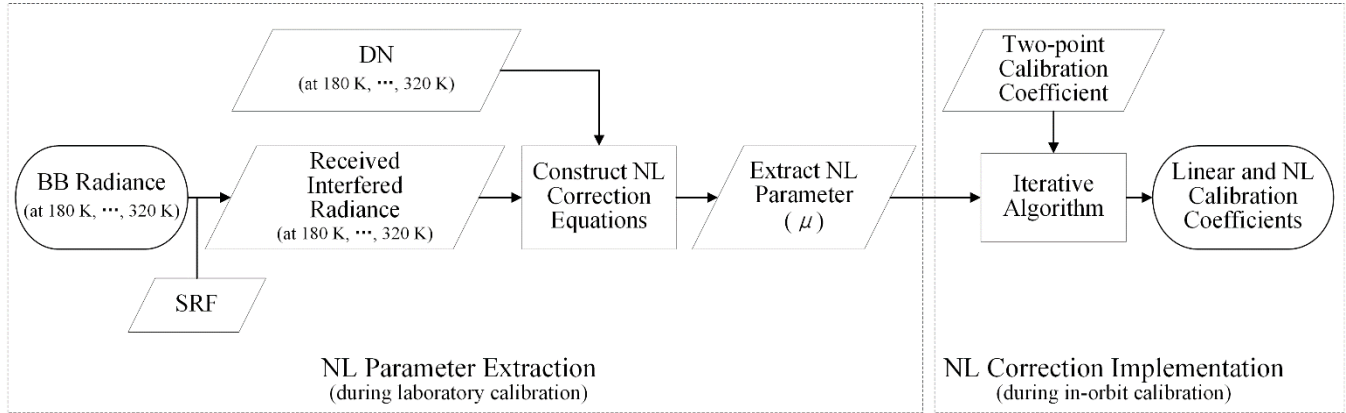 DN
(at 180 K, ···, 320 K)
BB Radiance
(at 180 K, ···, 320 K)
SRF
Received
Interfered
Radiance
(at 180 K, ···, 320 K)
Construct NL
Correction
Equations
Extract NL
Parameter
( μ )
NL Parameter Extraction
(during laboratory calibration)
Two-point
Calibration
Coefficient
Iterative
Algorithm
Linear and NL
Calibration
Coefficients
NL Correction Implementation
(during in-orbit calibration)